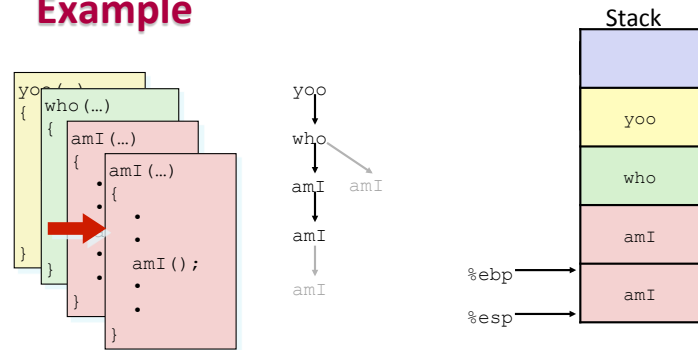 Example
yoo(…)
{
}
who(…)
{
}
amI(…)
{
•
•
•
•
}
amI(…)
{
•
•
amI();
•
•
}
yoo
who
amI amI
amI
amI
Stack
yoo
who
amI
amI
%ebp
%esp